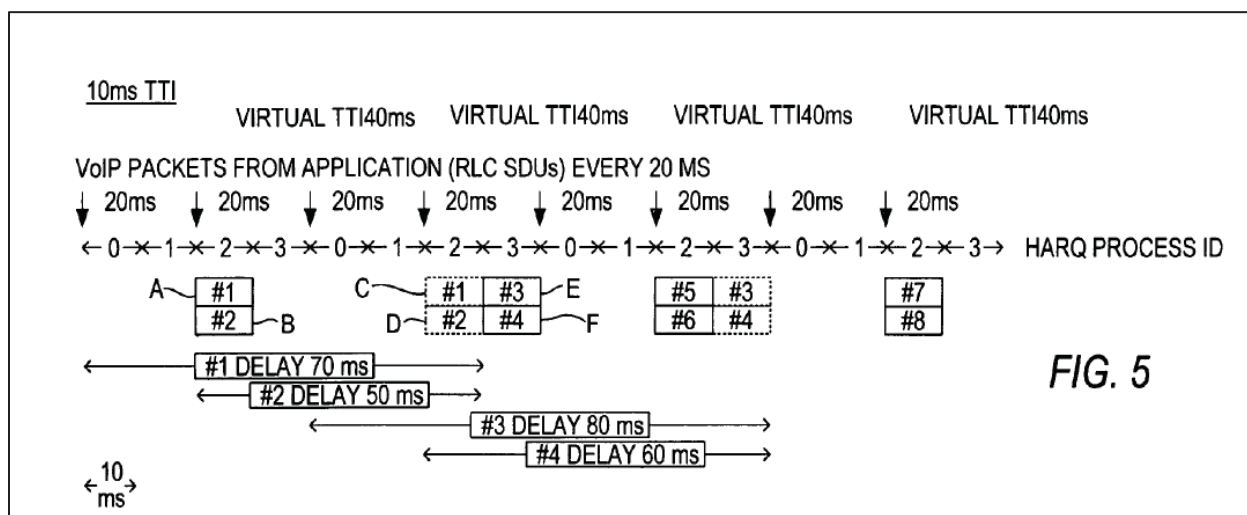 10ms TTI
VIRTUAL TTI40ms VIRTUAL TTI40ms VIRTUAL TTI40ms VIRTUAL TTI40ms
VoIP PACKETS FROM APPLICATION (RLC SDUs) EVERY 20 MS
20ms 20ms 20ms 20ms 20ms 20ms 20ms 20ms
0 1 2 3 0 1 2 3 0 1 2 3 0 1 2 3 HARQ PROCESS ID
A #1 C #1 #3 E #5 #3 #7
#2 B D #2 #4 F #6 #4 #8
#1 DELAY 70 ms
#2 DELAY 50 ms
#3 DELAY 80 ms
#4 DELAY 60 ms
FIG. 5
10
ms